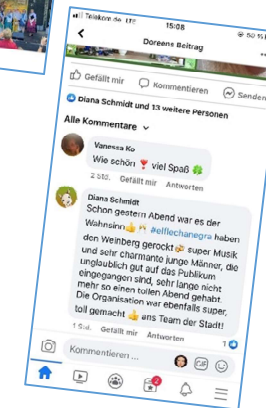 Telekom.de LTE 15:08
Doreens Beitrag
Gefällt mir Kommentieren Senden
Diana Schmidt und 13 weitere Personen
Alle Kommentare
Vanessa Ko
Wie schön viel Spaß
2 Std. Gefällt mir Antworten
Diana Schmidt
Schon gestern Abend war es der
Wahnsinn #elflechanegra haben
den Weinberg gerockt super Musik
und sehr charmante junge Männer, die
unglaublich gut auf das Publikum
eingegangen sind, sehr lange nicht
mehr so einen tollen Abend gehabt.
Die Organisation war ebenfalls super,
toll gemacht ans Team der Stadt!
1 Std. Gefällt mir Antworten 1
Kommentieren ...
GIF